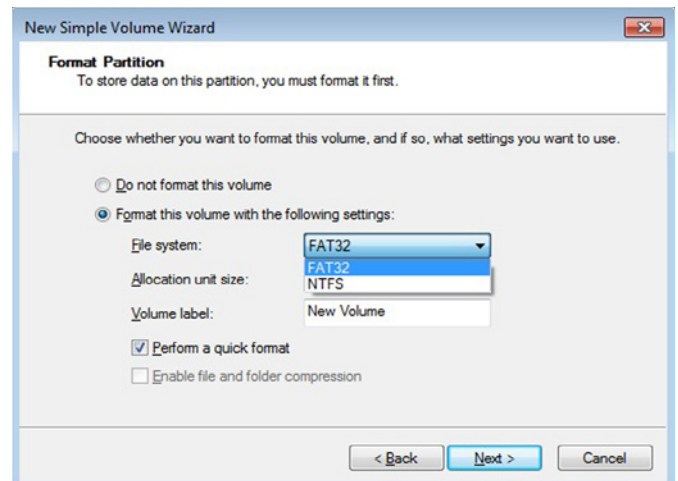 New Simple Volume Wizard
Format Partition
To store data on this partition, you must format it first.
Choose whether you want to format this volume, and if so, what settings you want to use.
Do not format this volume
Format this volume with the following settings:
File system: FAT32
FAT32
Allocation unit size: NTFS
Volume label: New Volume
Perform a quick format
Enable file and folder compression
< Back Next > Cancel